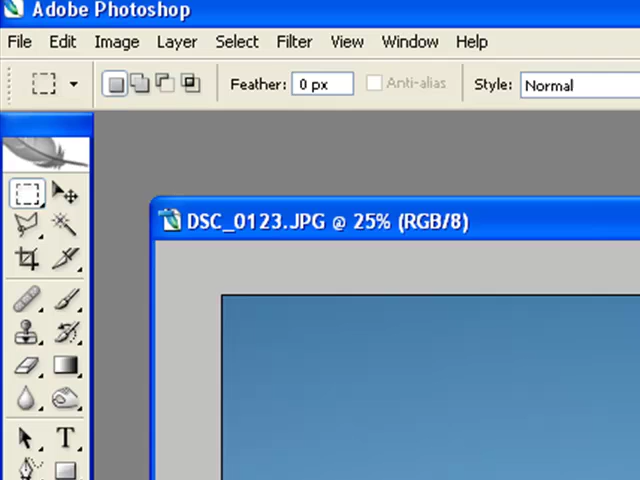 Adobe Photoshop
File Edit Image Layer Select Filter View Window Help
Feather: 0 px Anti-alias Style: Normal
DSC_0123.JPG @ 25% (RGB/8)
T